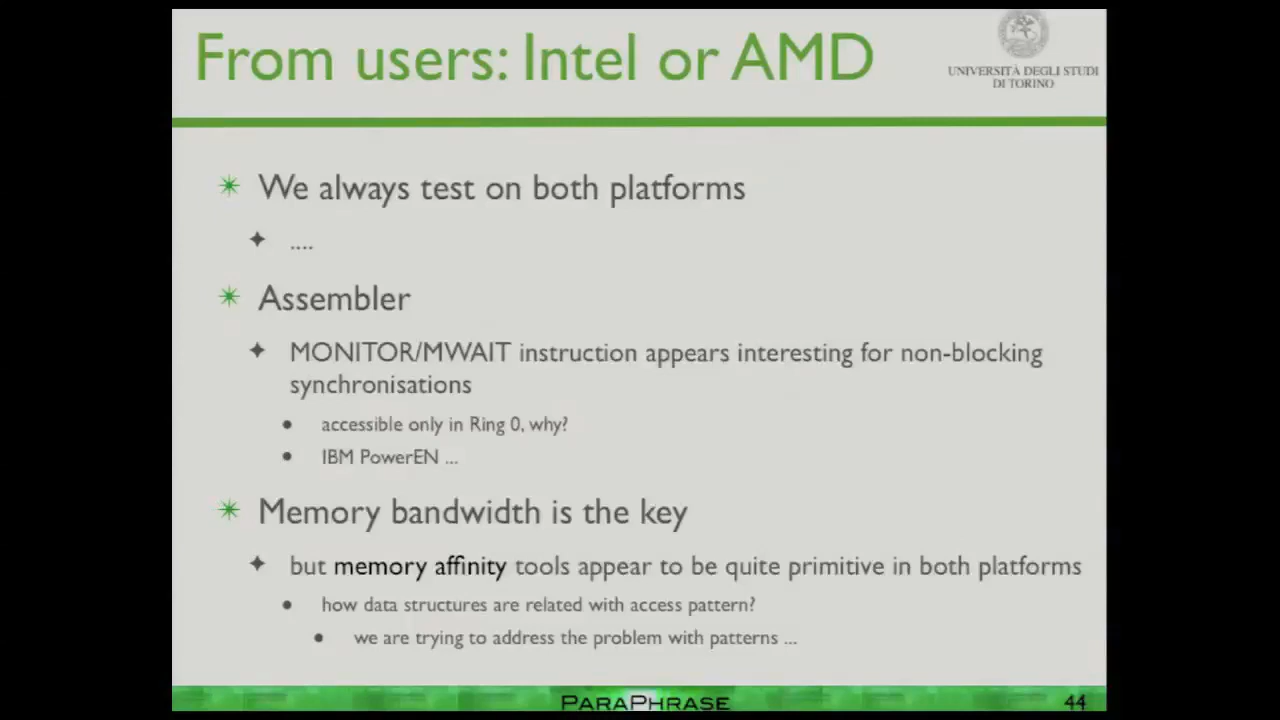 From users: Intel or AMD
UNIVERSITÀ DEGLI STUDI
DI TORINO
We always test on both platforms
....
Assembler
MONITOR/MWAIT instruction appears interesting for non-blocking
synchronisations
accessible only in Ring 0, why?
IBM PowerEN ...
Memory bandwidth is the key
but memory affinity tools appear to be quite primitive in both platforms
how data structures are related with access pattern?
we are trying to address the problem with patterns ...
PARAPHRASE
44